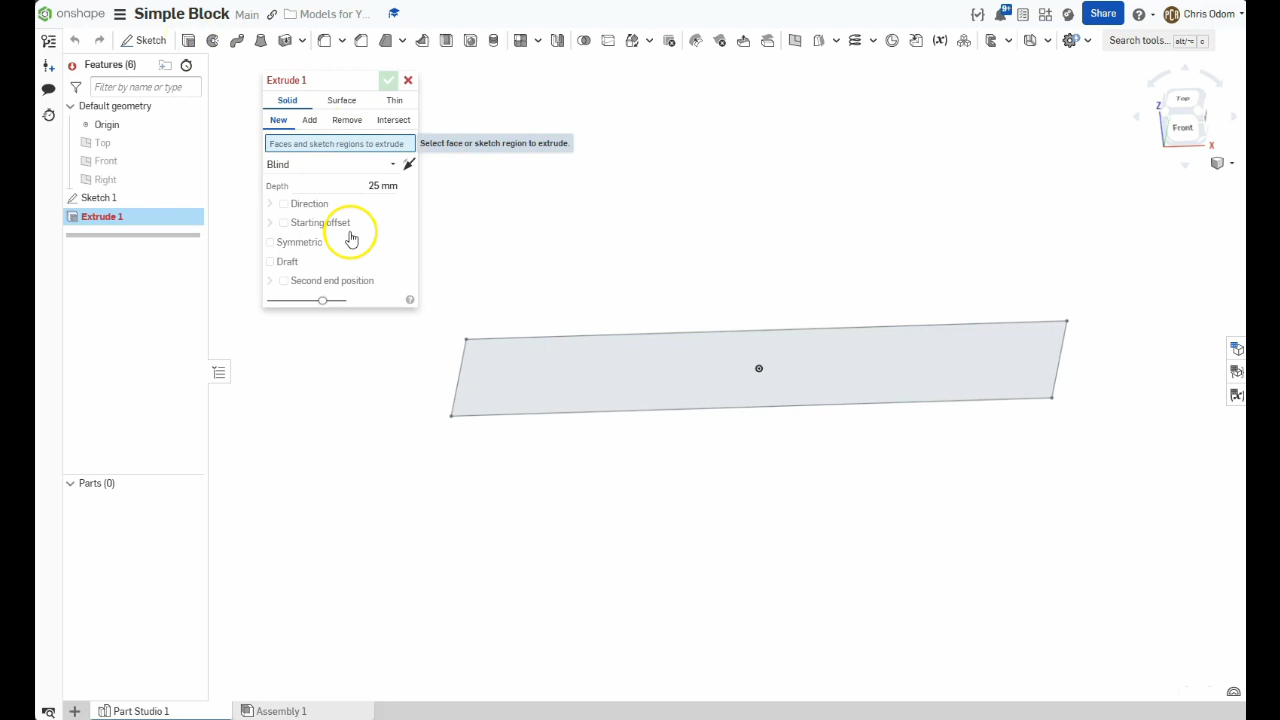 onshape Simple Block Main Models for Y... 9+ Share Chris Odom
Sketch Search tools... alt/⌥ c
Features (6)
Filter by name or type
Default geometry
Origin
Top
Front
Right
Sketch 1
Extrude 1
Parts (0)
Extrude 1
Solid Surface Thin
New Add Remove Intersect
Faces and sketch regions to extrude Select face or sketch region to extrude.
Blind
Depth 25 mm
Direction
Starting offset
Symmetric
Draft
Second end position
Top
Z
Front
X
Part Studio 1 Assembly 1